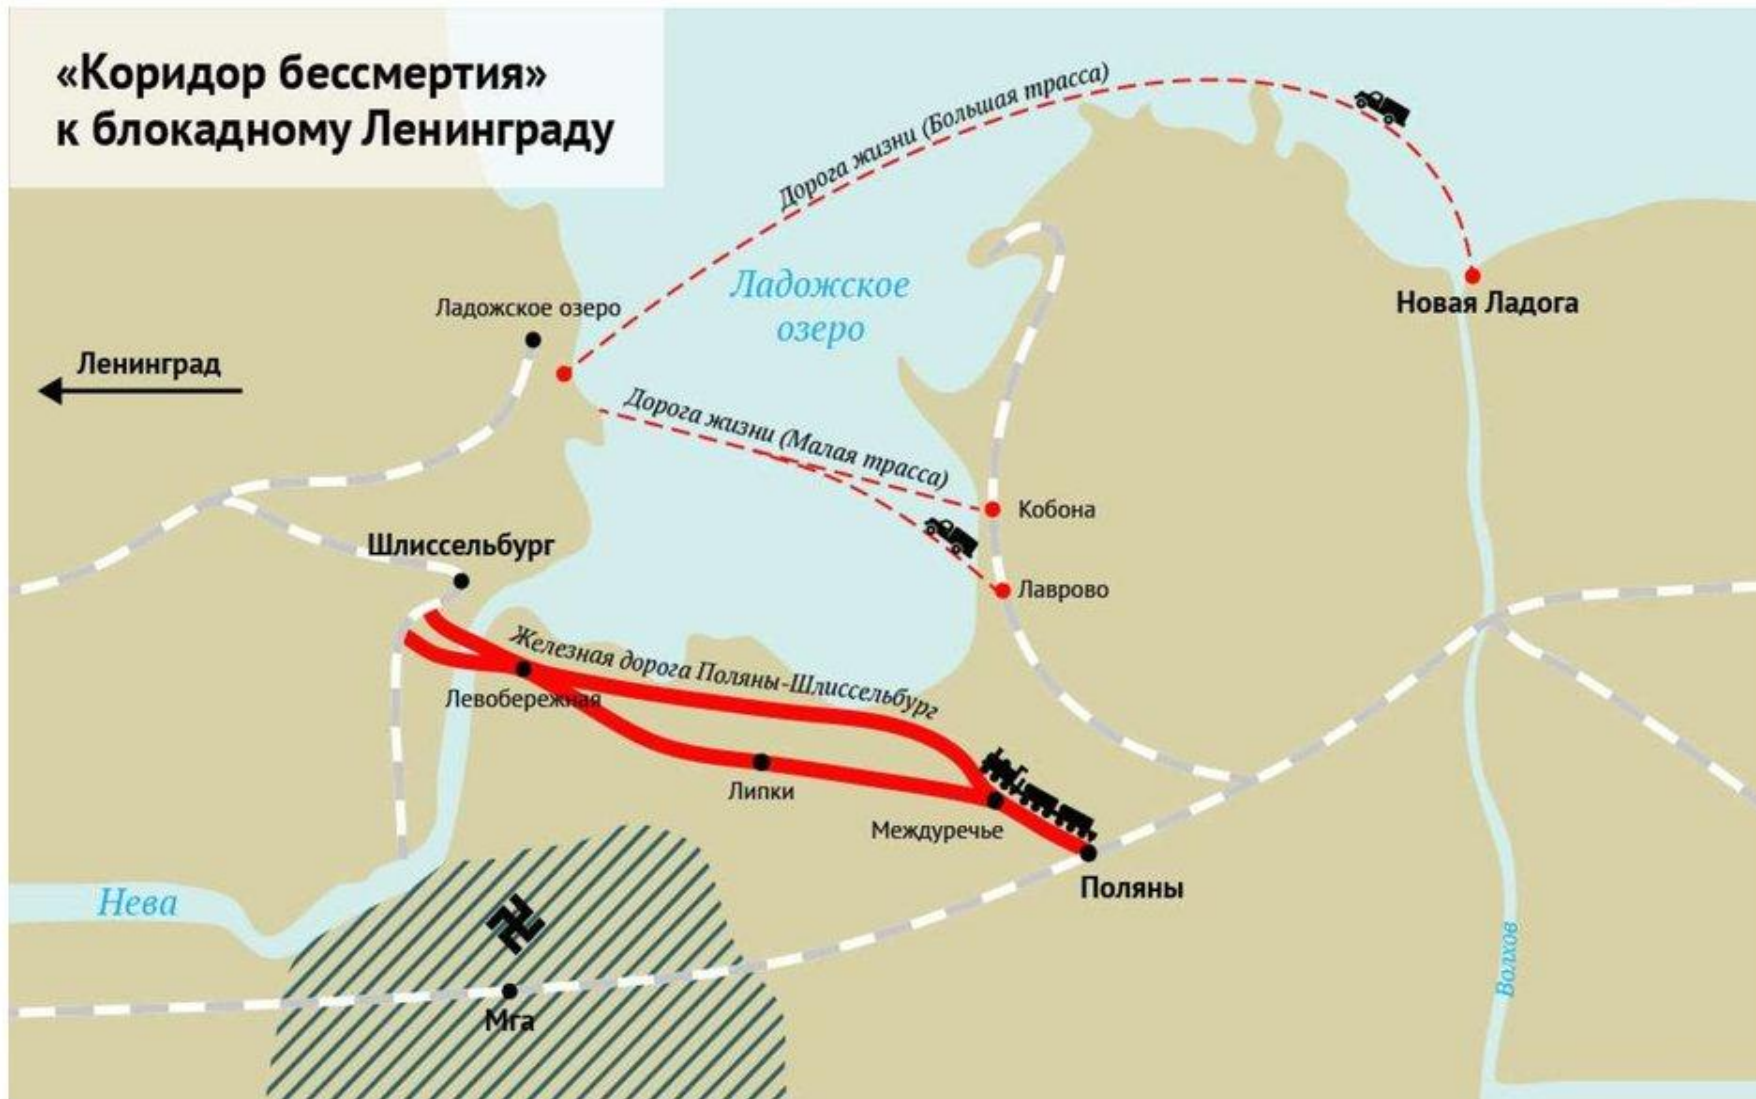 «Коридор бессмертия»
к блокадному Ленинграду
Дорога жизни (Большая трасса)
Ладожское
озеро
Новая Ладога
Ладожское озеро
Ленинград
Дорога жизни (Малая трасса)
Кобона
Шлиссельбург
Лаврово
Железная дорога Поляны-Шлиссельбург
Левобережная
Липки
Междуречье
Поляны
Нева
Волхов
Мга